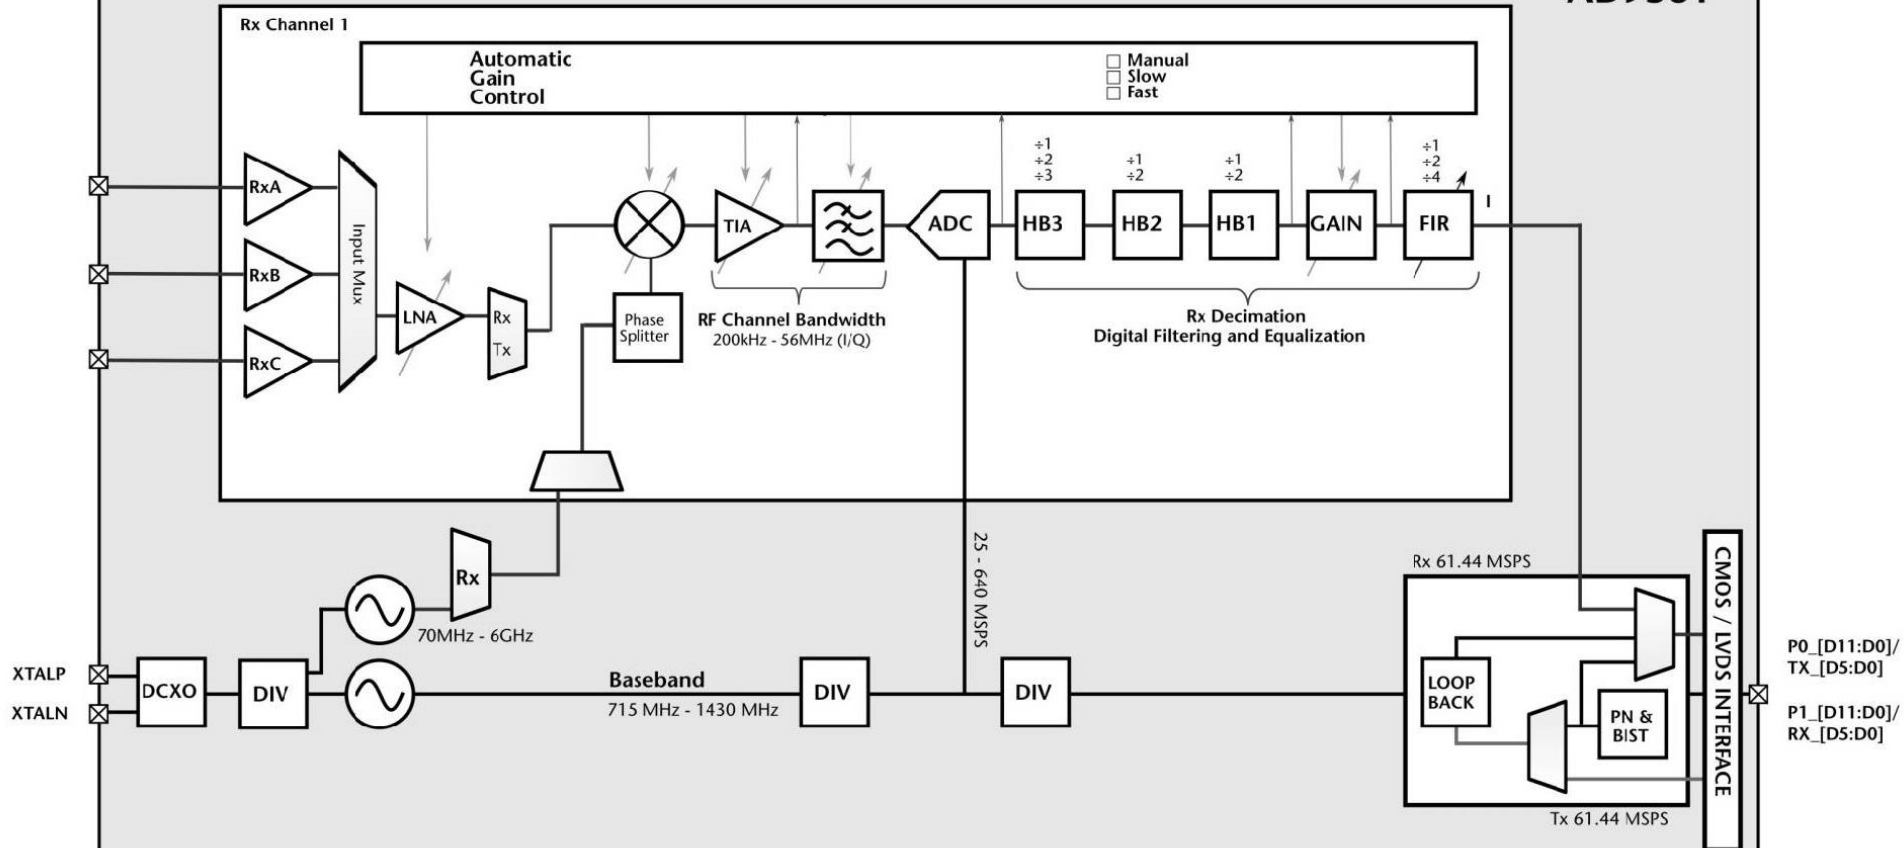 Rx Channel 1
Automatic
Gain
Control
Manual
Slow
Fast
÷1
÷2
÷3
÷1
÷2
÷1
÷2
÷1
÷2
÷4
RxA
RxB
RxC
Input Mux
LNA
Rx
Tx
TIA
ADC
HB3
HB2
HB1
GAIN
FIR
I
Phase
Splitter
RF Channel Bandwidth
200kHz - 56MHz (I/Q)
Rx Decimation
Digital Filtering and Equalization
25 - 640 MSPS
Rx
70MHz - 6GHz
XTALP
XTALN
DCXO
DIV
Baseband
715 MHz - 1430 MHz
DIV
DIV
Rx 61.44 MSPS
LOOP
BACK
PN &
BIST
Tx 61.44 MSPS
CMOS / LVDS INTERFACE
P0_[D11:D0]/
TX_[D5:D0]
P1_[D11:D0]/
RX_[D5:D0]